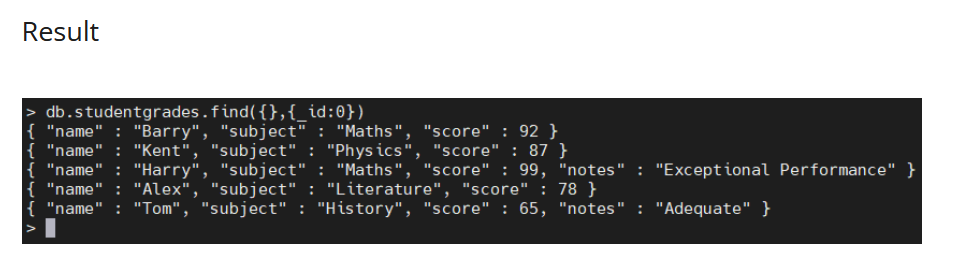 Result
> db.studentgrades.find({},{_id:0})
{ "name" : "Barry", "subject" : "Maths", "score" : 92 }
{ "name" : "Kent", "subject" : "Physics", "score" : 87 }
{ "name" : "Harry", "subject" : "Maths", "score" : 99, "notes" : "Exceptional Performance" }
{ "name" : "Alex", "subject" : "Literature", "score" : 78 }
{ "name" : "Tom", "subject" : "History", "score" : 65, "notes" : "Adequate" }
>